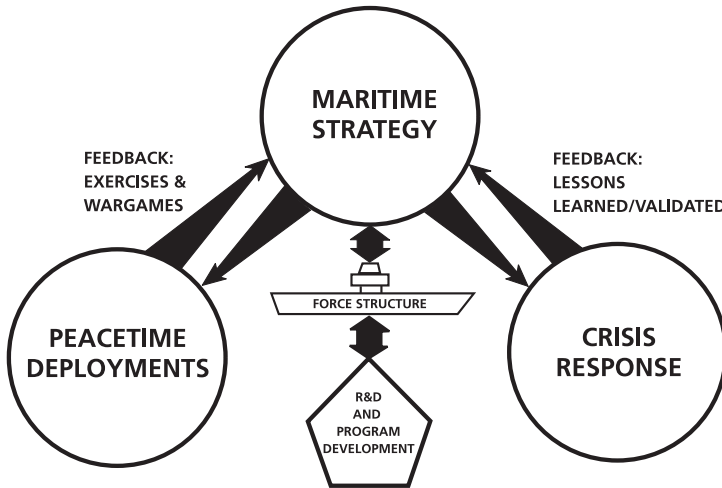 MARITIME
STRATEGY
FEEDBACK:
EXERCISES &
WARGAMES
FEEDBACK:
LESSONS
LEARNED/VALIDATED
FORCE STRUCTURE
PEACETIME
DEPLOYMENTS
CRISIS
RESPONSE
R&D
AND
PROGRAM
DEVELOPMENT